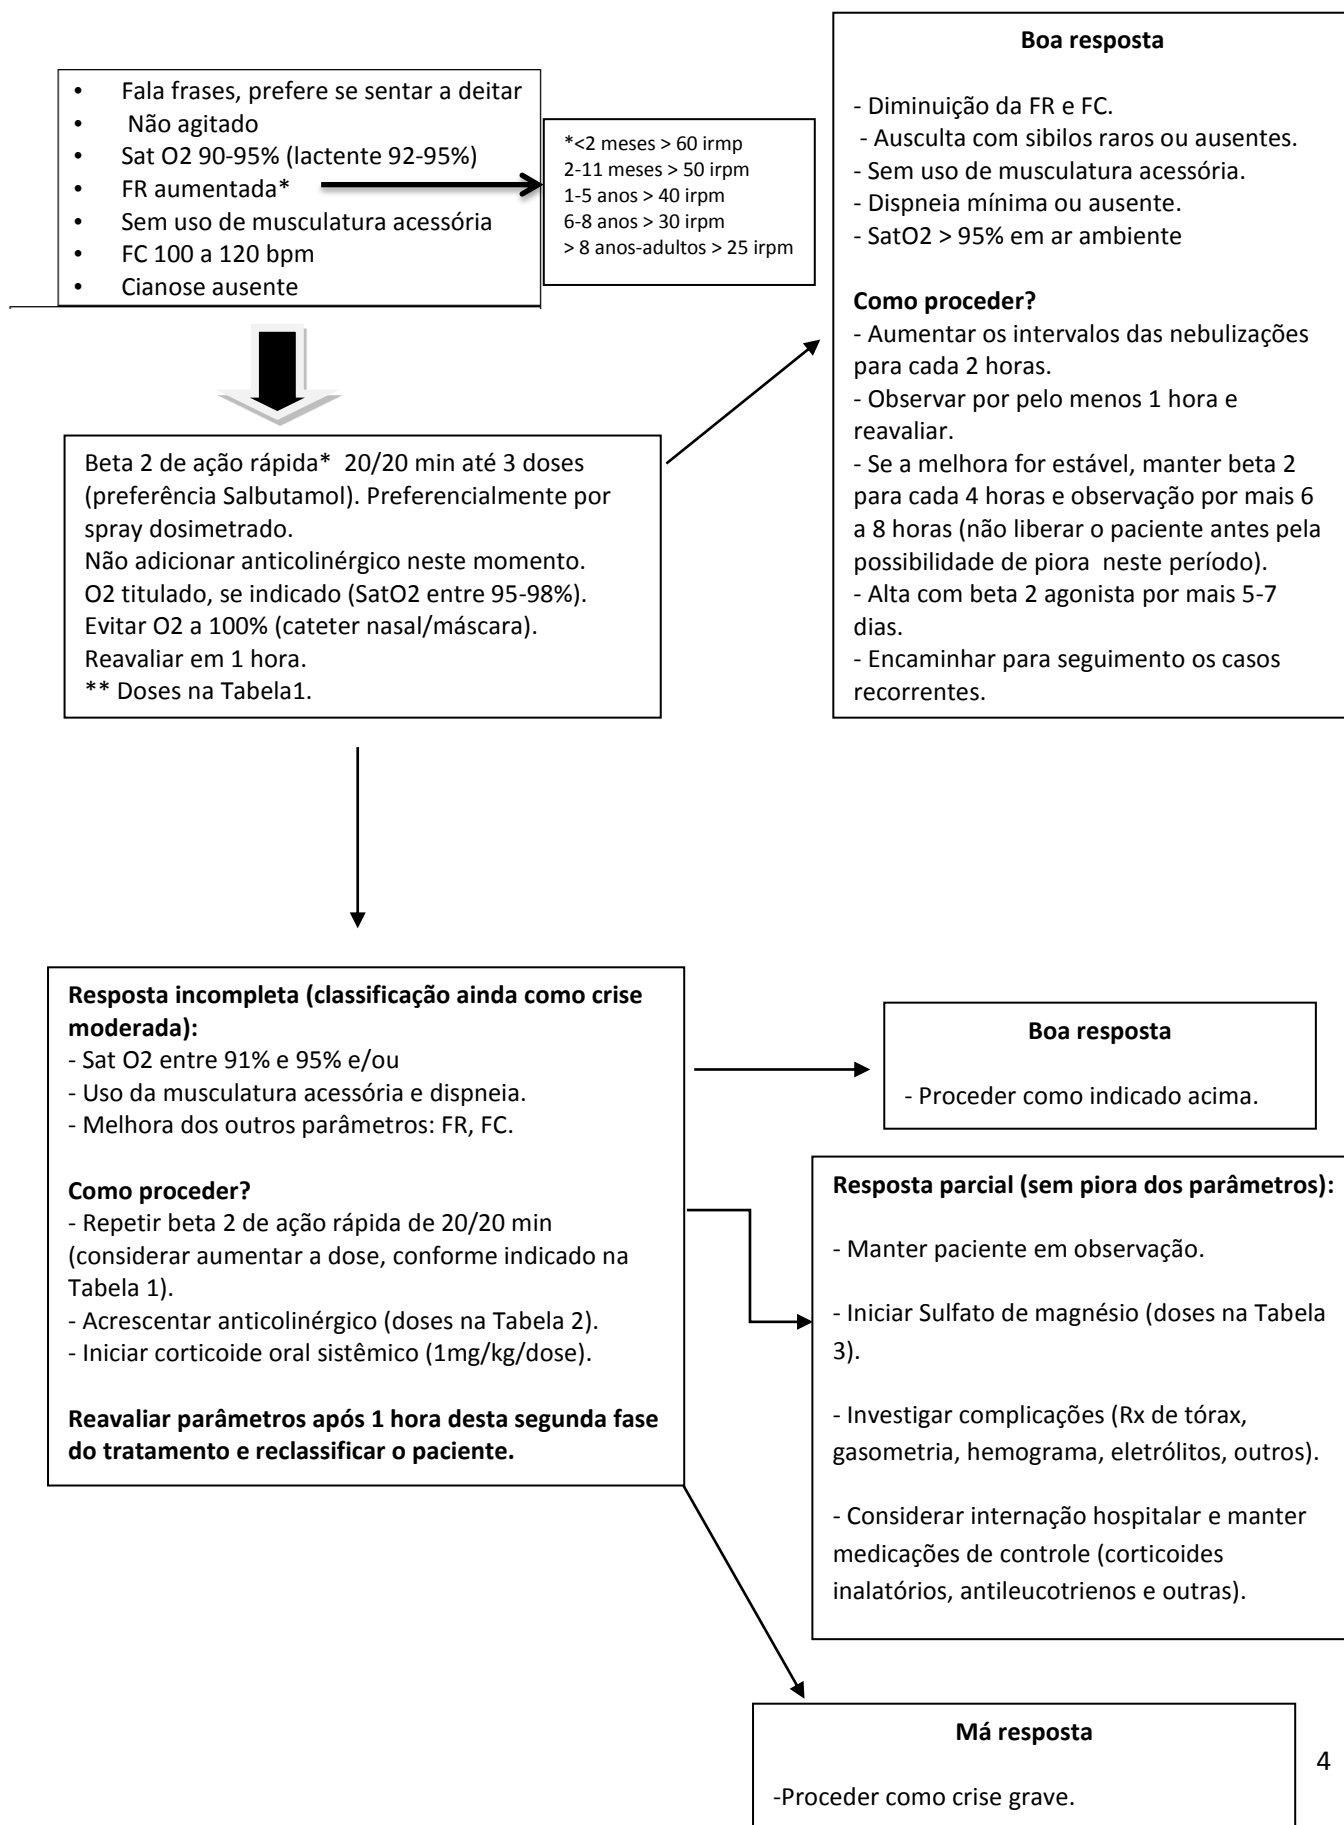 • Fala frases, prefere se sentar a deitar
• Não agitado
• Sat O2 90-95% (lactente 92-95%)
• FR aumentada*
• Sem uso de musculatura acessória
• FC 100 a 120 bpm
• Cianose ausente
*<2 meses > 60 irmp
2-11 meses > 50 irpm
1-5 anos > 40 irpm
6-8 anos > 30 irpm
> 8 anos-adultos > 25 irpm
Boa resposta
- Diminuição da FR e FC.
- Ausculta com sibilos raros ou ausentes.
- Sem uso de musculatura acessória.
- Dispneia mínima ou ausente.
- SatO2 > 95% em ar ambiente
Como proceder?
- Aumentar os intervalos das nebulizações
para cada 2 horas.
- Observar por pelo menos 1 hora e
reavaliar.
- Se a melhora for estável, manter beta 2
para cada 4 horas e observação por mais 6
a 8 horas (não liberar o paciente antes pela
possibilidade de piora neste período).
- Alta com beta 2 agonista por mais 5-7
dias.
- Encaminhar para seguimento os casos
recorrentes.
Beta 2 de ação rápida* 20/20 min até 3 doses
(preferência Salbutamol). Preferencialmente por
spray dosimetrado.
Não adicionar anticolinérgico neste momento.
O2 titulado, se indicado (SatO2 entre 95-98%).
Evitar O2 a 100% (cateter nasal/máscara).
Reavaliar em 1 hora.
** Doses na Tabela1.
Resposta incompleta (classificação ainda como crise
moderada):
- Sat O2 entre 91% e 95% e/ou
- Uso da musculatura acessória e dispneia.
- Melhora dos outros parâmetros: FR, FC.
Como proceder?
- Repetir beta 2 de ação rápida de 20/20 min
(considerar aumentar a dose, conforme indicado na
Tabela 1).
- Acrescentar anticolinérgico (doses na Tabela 2).
- Iniciar corticoide oral sistêmico (1mg/kg/dose).
Reavaliar parâmetros após 1 hora desta segunda fase
do tratamento e reclassificar o paciente.
Boa resposta
- Proceder como indicado acima.
Resposta parcial (sem piora dos parâmetros):
- Manter paciente em observação.
- Iniciar Sulfato de magnésio (doses na Tabela
3).
- Investigar complicações (Rx de tórax,
gasometria, hemograma, eletrólitos, outros).
- Considerar internação hospitalar e manter
medicações de controle (corticoides
inalatórios, antileucotrienos e outras).
Má resposta
-Proceder como crise grave.
4